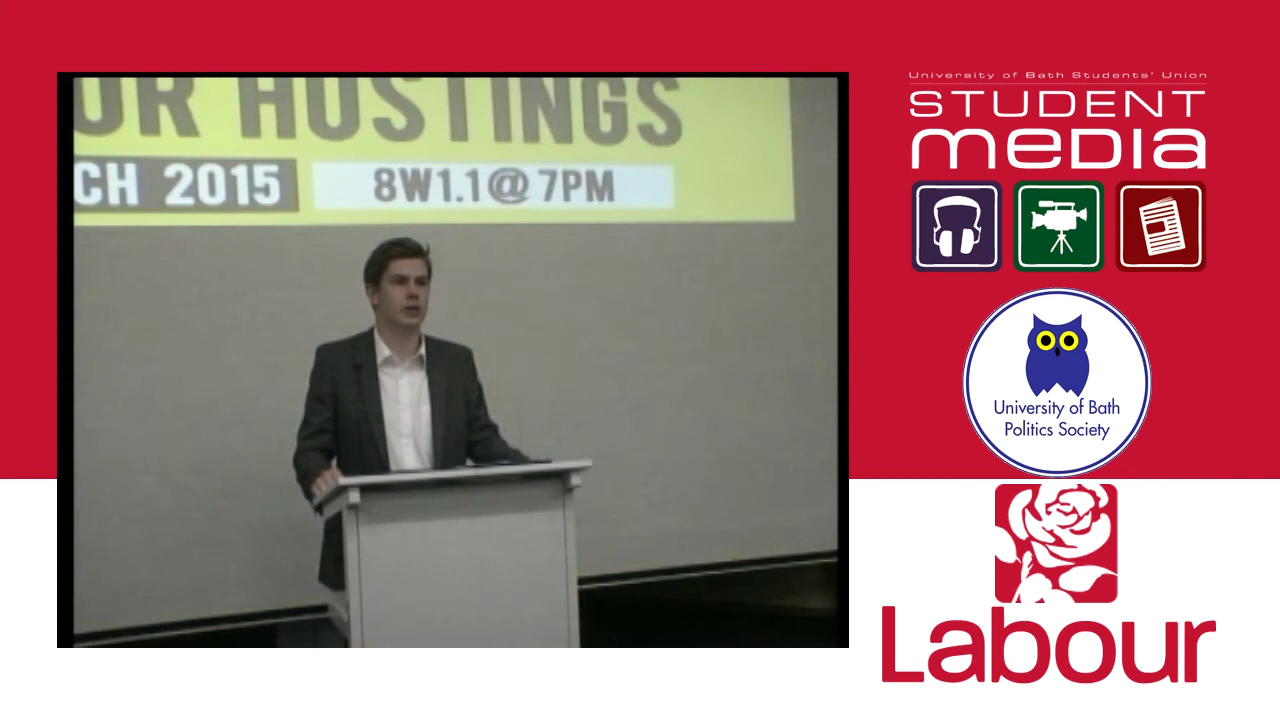 OR HOSTINGS
CH 2015
8W1.1@ 7PM
University of Bath Students' Union
STUDENT
MEDIA
University of Bath
Politics Society
Labour